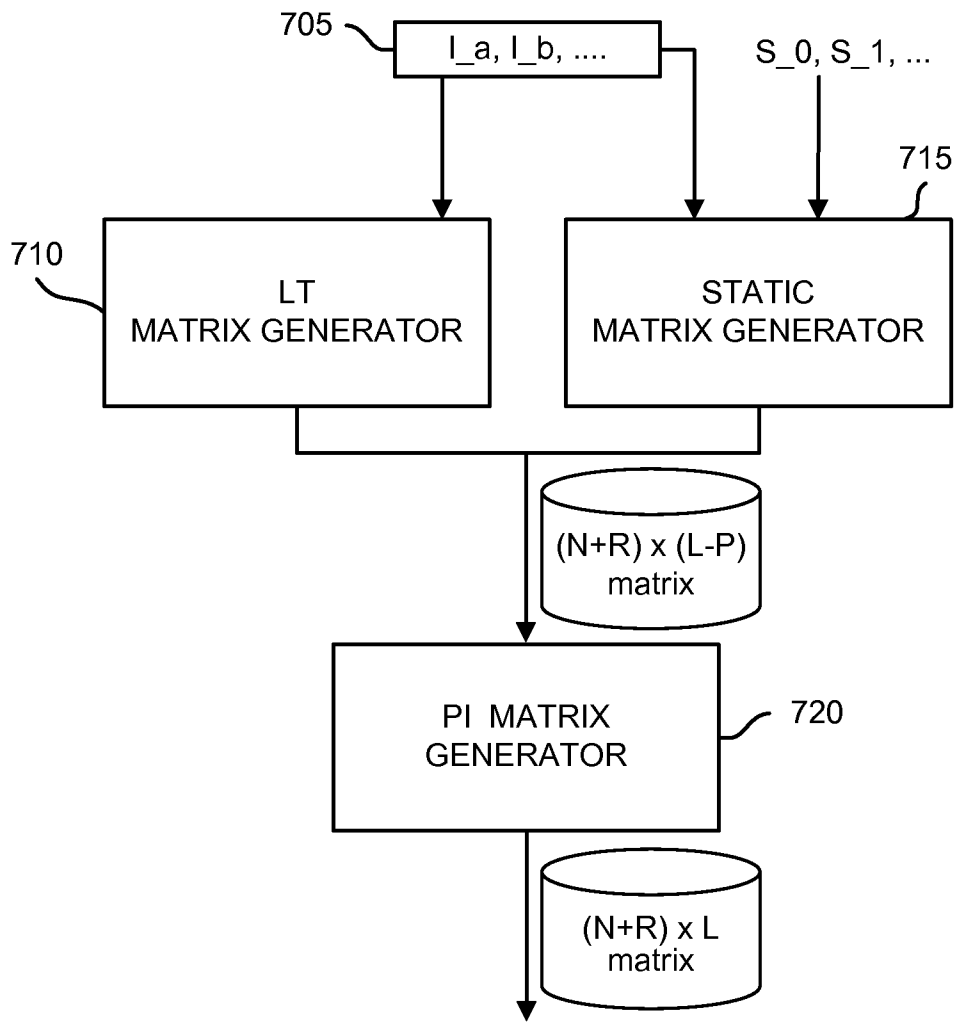 705
I_a, I_b, ....
S_0, S_1, ...
715
710
LT
MATRIX GENERATOR
STATIC
MATRIX GENERATOR
(N+R) x (L-P)
matrix
PI MATRIX
GENERATOR
720
(N+R) x L
matrix